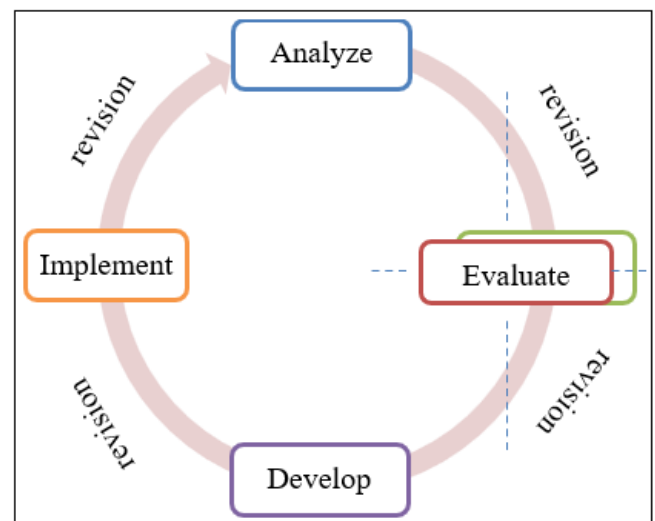 Analyze
revision
revision
Implement
Evaluate
revision
revision
Develop